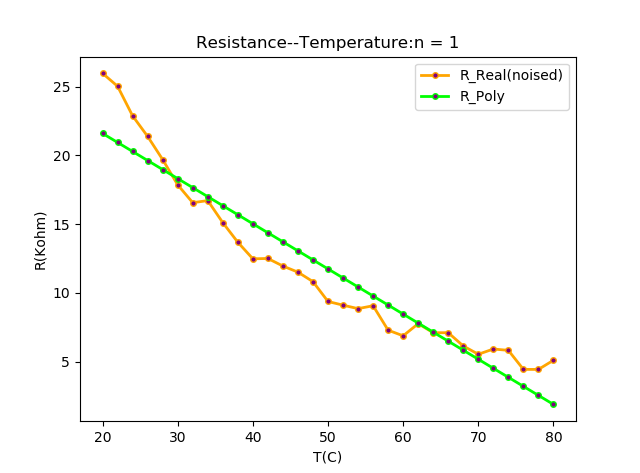 Resistance--Temperature:n = 1
R_Real(noised)
R_Poly
25
20
15
10
5
R(Kohm)
20 30 40 50 60 70 80
T(C)